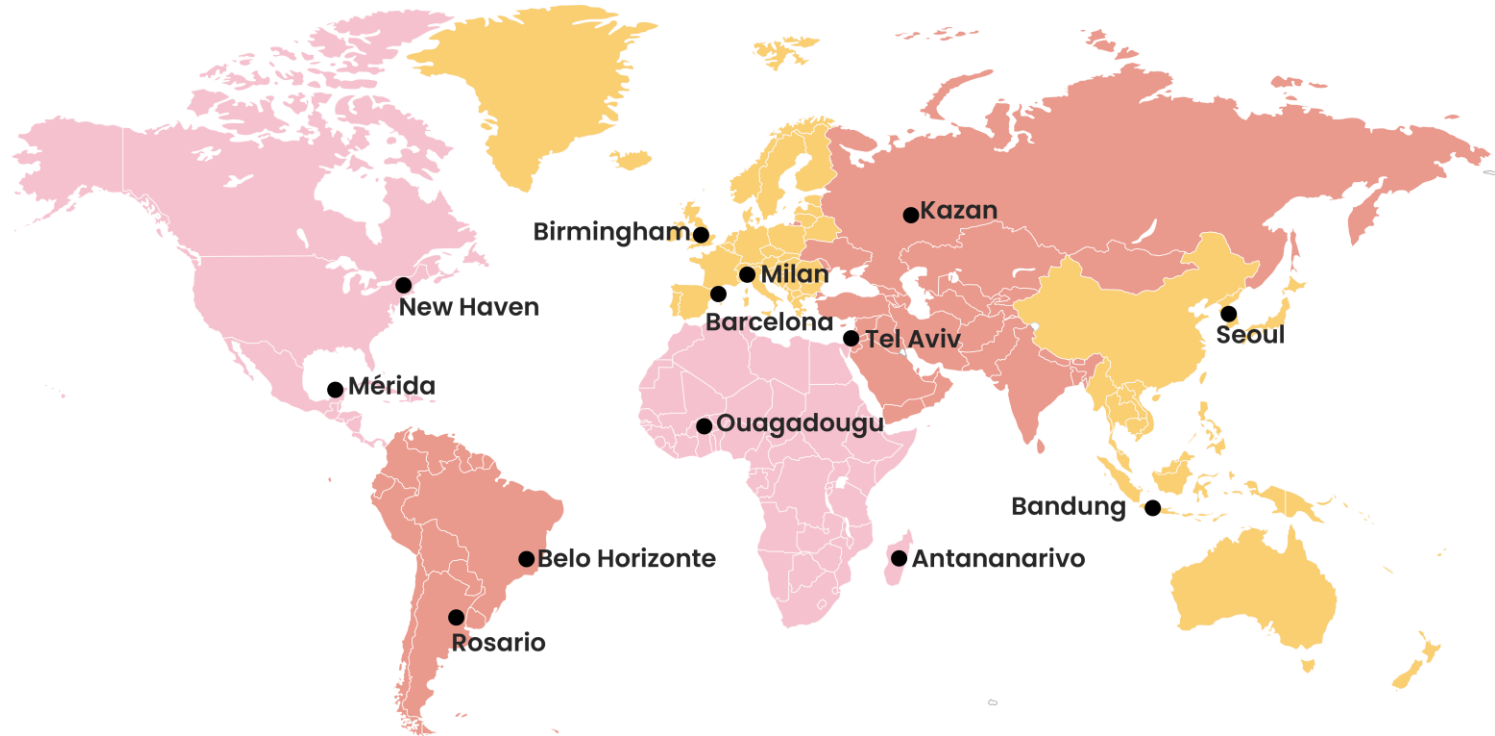 Kazan
Birmingham
Milan
New Haven
Barcelona
Seoul
Tel Aviv
Mérida
Ouagadougu
Bandung
Belo Horizonte
Antananarivo
Rosario